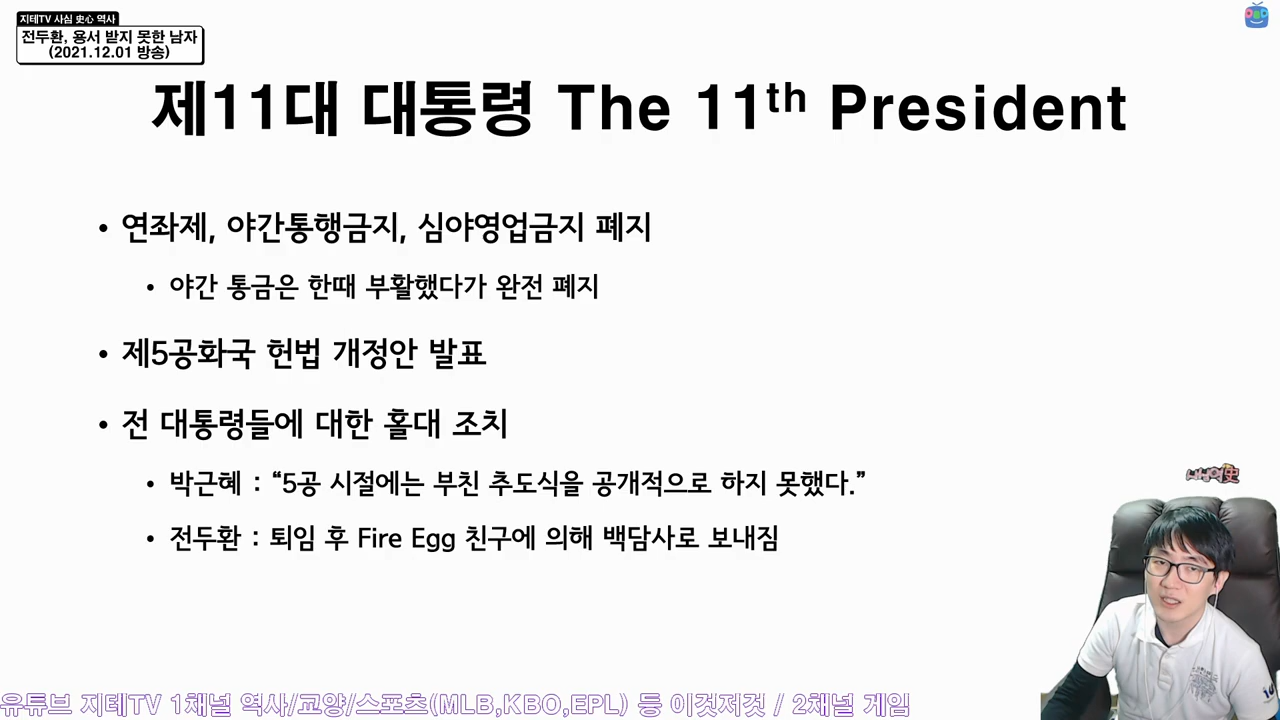 지테TV 사심 史心 역사
전두환, 용서 받지 못한 남자
(2021.12.01 방송)
제11대 대통령 The 11th President
• 연좌제, 야간통행금지, 심야영업금지 폐지
• 야간 통금은 한때 부활했다가 완전 폐지
• 제5공화국 헌법 개정안 발표
• 전 대통령들에 대한 홀대 조치
• 박근혜 : “5공 시절에는 부친 추도식을 공개적으로 하지 못했다.”
• 전두환 : 퇴임 후 Fire Egg 친구에 의해 백담사로 보내짐
유튜브 지테TV 1채널 역사/교양/스포츠(MLB,KBO,EPL) 등 이것저것 / 2채널 게임